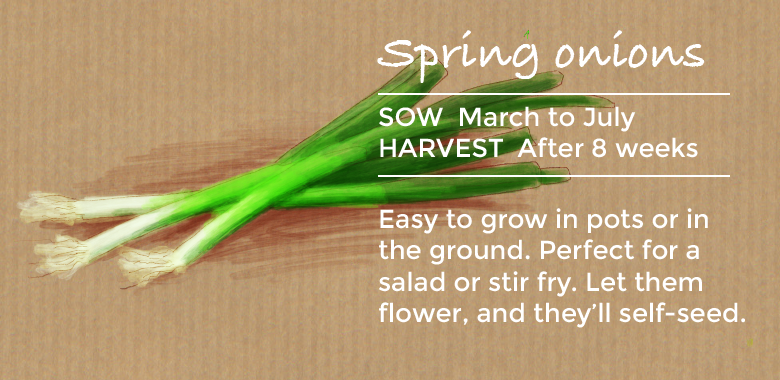 Spring onions
SOW March to July
HARVEST After 8 weeks
Easy to grow in pots or in
the ground. Perfect for a
salad or stir fry. Let them
flower, and they’ll self-seed.